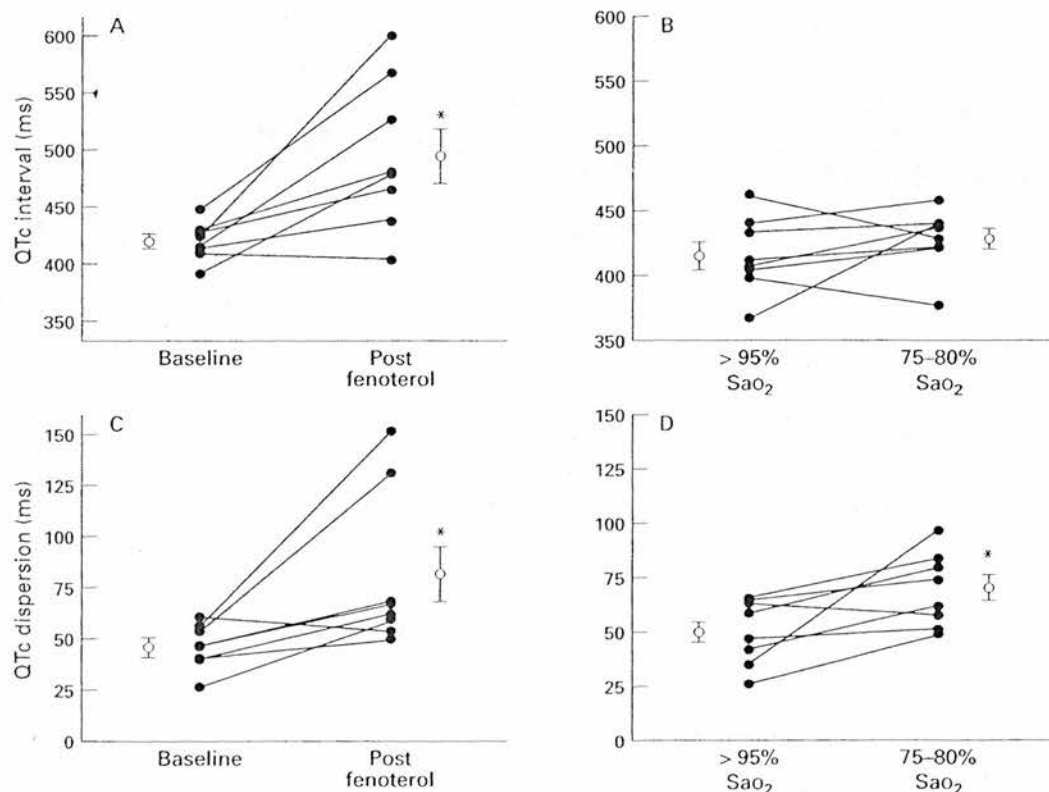 A
QTc interval (ms)
600
550
500
450
400
350
*
Baseline
Post
fenoterol
B
600
550
500
450
400
350
> 95%
Sao₂
75–80%
Sao₂
C
QTc dispersion (ms)
150
125
100
75
50
25
0
*
Baseline
Post
fenoterol
D
150
125
100
75
50
25
0
*
> 95%
Sao₂
75–80%
Sao₂